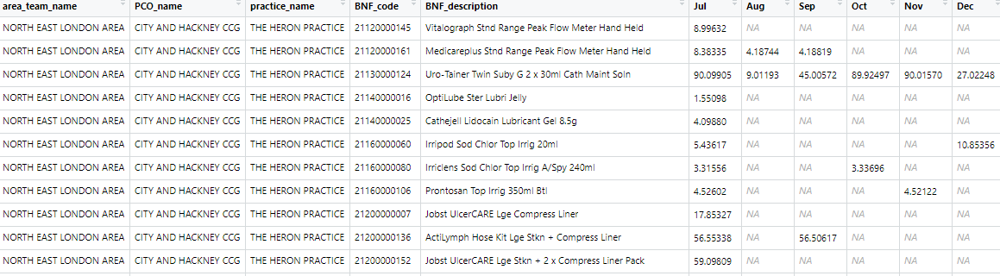 area_team_name PCO_name practice_name BNF_code BNF_description Jul Aug Sep Oct Nov Dec
NORTH EAST LONDON AREA CITY AND HACKNEY CCG THE HERON PRACTICE 21120000145 Vitalograph Stnd Range Peak Flow Meter Hand Held 8.99632 NA NA NA NA NA
NORTH EAST LONDON AREA CITY AND HACKNEY CCG THE HERON PRACTICE 21120000161 Medicareplus Stnd Range Peak Flow Meter Hand Held 8.38335 4.18744 4.18819 NA NA NA
NORTH EAST LONDON AREA CITY AND HACKNEY CCG THE HERON PRACTICE 21130000124 Uro-Tainer Twin Suby G 2 x 30ml Cath Maint Soln 90.09905 9.01193 45.00572 89.92497 90.01570 27.02248
NORTH EAST LONDON AREA CITY AND HACKNEY CCG THE HERON PRACTICE 21140000016 OptiLube Ster Lubri Jelly 1.55098 NA NA NA NA NA
NORTH EAST LONDON AREA CITY AND HACKNEY CCG THE HERON PRACTICE 21140000025 Cathejell Lidocain Lubricant Gel 8.5g 4.09880 NA NA NA NA NA
NORTH EAST LONDON AREA CITY AND HACKNEY CCG THE HERON PRACTICE 21160000060 Irripod Sod Chlor Top Irrig 20ml 5.43617 NA NA NA NA 10.85356
NORTH EAST LONDON AREA CITY AND HACKNEY CCG THE HERON PRACTICE 21160000080 Irriclens Sod Chlor Top Irrig A/Spy 240ml 3.31556 NA NA 3.33696 NA NA
NORTH EAST LONDON AREA CITY AND HACKNEY CCG THE HERON PRACTICE 21160000106 Prontosan Top Irrig 350ml Btl 4.52602 NA NA NA 4.52122 NA
NORTH EAST LONDON AREA CITY AND HACKNEY CCG THE HERON PRACTICE 21200000007 Jobst UlcerCARE Lge Compress Liner 17.85327 NA NA NA NA NA
NORTH EAST LONDON AREA CITY AND HACKNEY CCG THE HERON PRACTICE 21200000136 ActiLymph Hose Kit Lge Stkn + Compress Liner 56.55338 NA 56.50617 NA NA NA
NORTH EAST LONDON AREA CITY AND HACKNEY CCG THE HERON PRACTICE 21200000152 Jobst UlcerCARE Lge Stkn + 2 x Compress Liner Pack 59.09809 NA NA NA NA NA